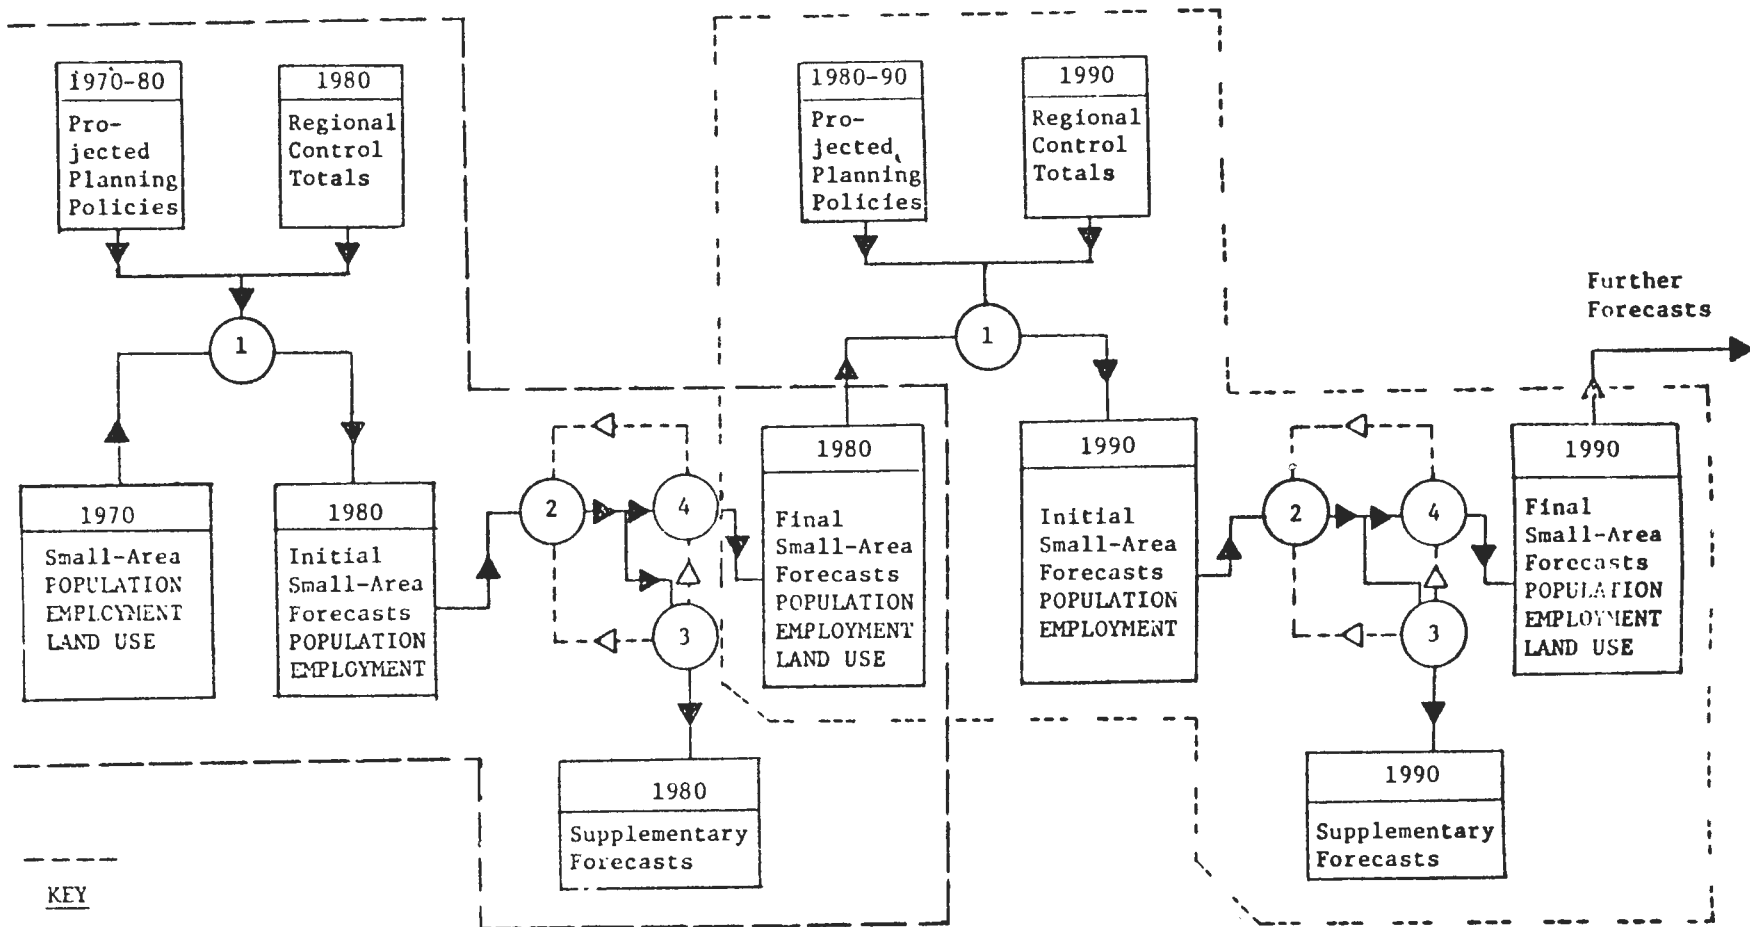 1970-80
Pro-
jected
Planning
Policies
1980
Regional
Control
Totals
1980-90
Pro-
jected
Planning
Policies
1990
Regional
Control
Totals
Further
Forecasts
1
1
1970
Small-Area
POPULATION
EMPLOYMENT
LAND USE
1980
Initial
Small-Area
Forecasts
POPULATION
EMPLOYMENT
2
4
3
1980
Final
Small-Area
Forecasts
POPULATION
EMPLOYMENT
LAND USE
1990
Initial
Small-Area
Forecasts
POPULATION
EMPLOYMENT
2
4
3
1990
Final
Small-Area
Forecasts
POPULATION
EMPLOYMENT
LAND USE
1980
Supplementary
Forecasts
1990
Supplementary
Forecasts
KEY